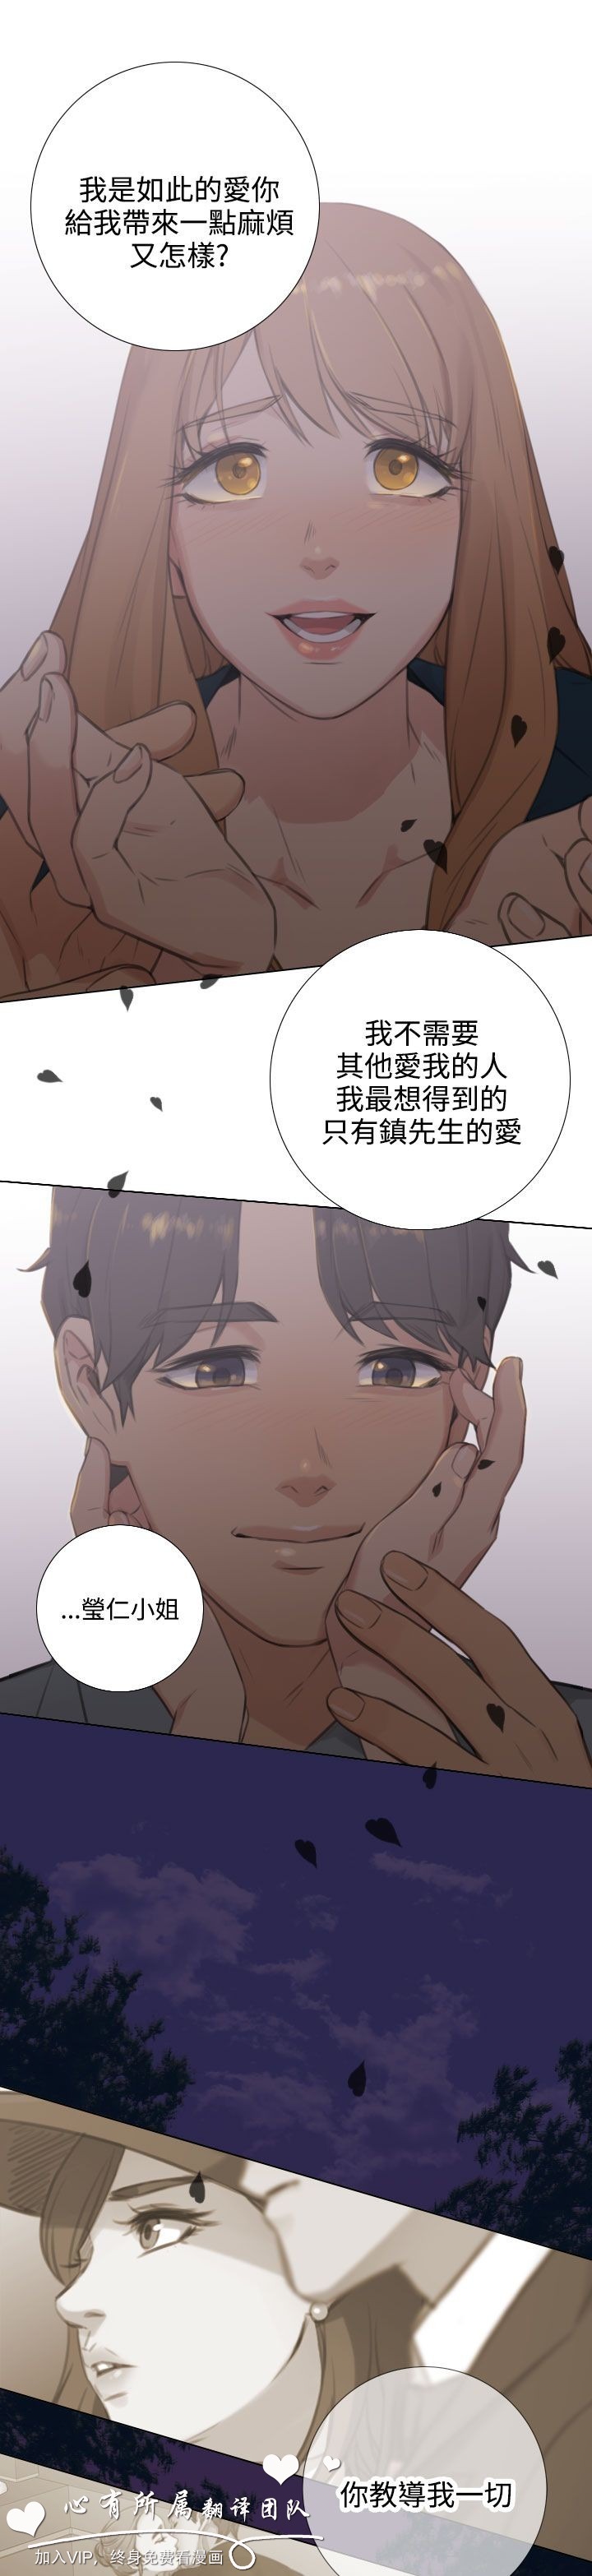 我是如此的愛你
給我帶來一點麻煩
又怎樣?
我不需要
其他愛我的人
我最想得到的
只有鎮先生的愛
...瑩仁小姐
你教導我一切
心有所属翻译团队
加入VIP，终身免费看漫画